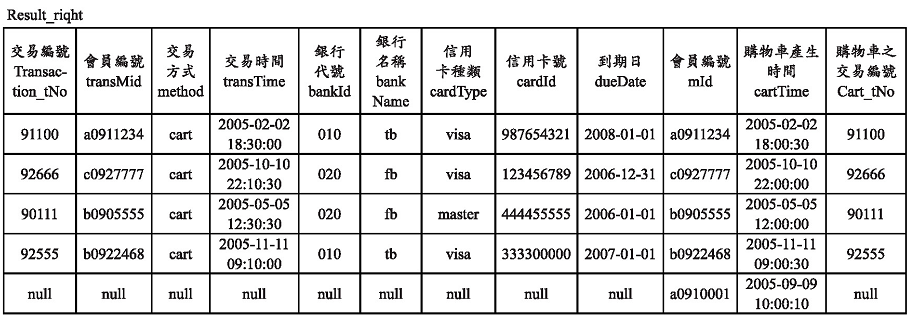 Result_riqht
交易編號 Transac-tion_tNo 會員編號 transMid 交易方式 method 交易時間 transTime 銀行代號 bankId 銀行名稱 bank Name 信用卡種類 cardType 信用卡號 cardId 到期日 dueDate 會員編號 mId 購物車產生時間 cartTime 購物車之交易編號 Cart_tNo
91100 a0911234 cart 2005-02-02 18:30:00 010 tb visa 987654321 2008-01-01 a0911234 2005-02-02 18:00:30 91100
92666 c0927777 cart 2005-10-10 22:10:30 020 fb visa 123456789 2006-12-31 c0927777 2005-10-10 22:00:00 92666
90111 b0905555 cart 2005-05-05 12:30:30 020 fb master 444455555 2006-01-01 b0905555 2005-05-05 12:00:00 90111
92555 b0922468 cart 2005-11-11 09:10:00 010 tb visa 333300000 2007-01-01 b0922468 2005-11-11 09:00:30 92555
null null null null null null null null null a0910001 2005-09-09 10:00:10 null